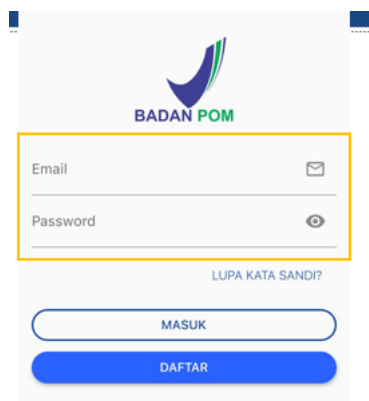 BADAN POM
Email
Password
LUPA KATA SANDI?
MASUK
DAFTAR